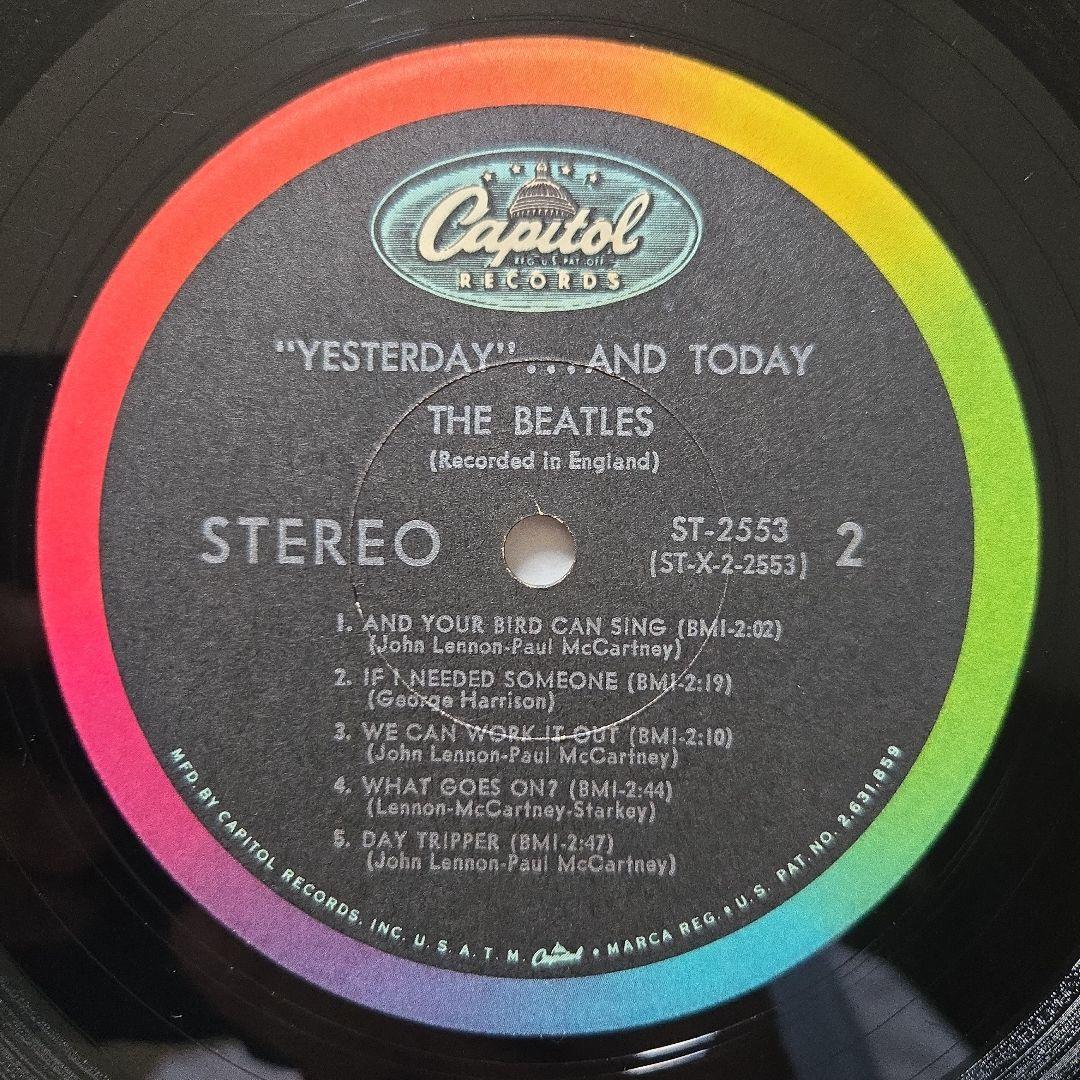 Capitol
REG. U.S. PAT. OFF.
RECORDS
"YESTERDAY"...AND TODAY
THE BEATLES
(Recorded in England)
STEREO
ST-2553
(ST-X-2-2553)
2
1. AND YOUR BIRD CAN SING (BMI-2:02)
(John Lennon-Paul McCartney)
2. IF I NEEDED SOMEONE (BMI-2:19)
(George Harrison)
3. WE CAN WORK IT OUT (BMI-2:10)
(John Lennon-Paul McCartney)
4. WHAT GOES ON? (BMI-2:44)
(Lennon-McCartney-Starkey)
5. DAY TRIPPER (BMI-2:47)
(John Lennon-Paul McCartney)
MFD. BY CAPITOL RECORDS, INC. U.S.A. T.M. Capitol • MARCA REG. • U.S. PAT. NO. 2,631,859